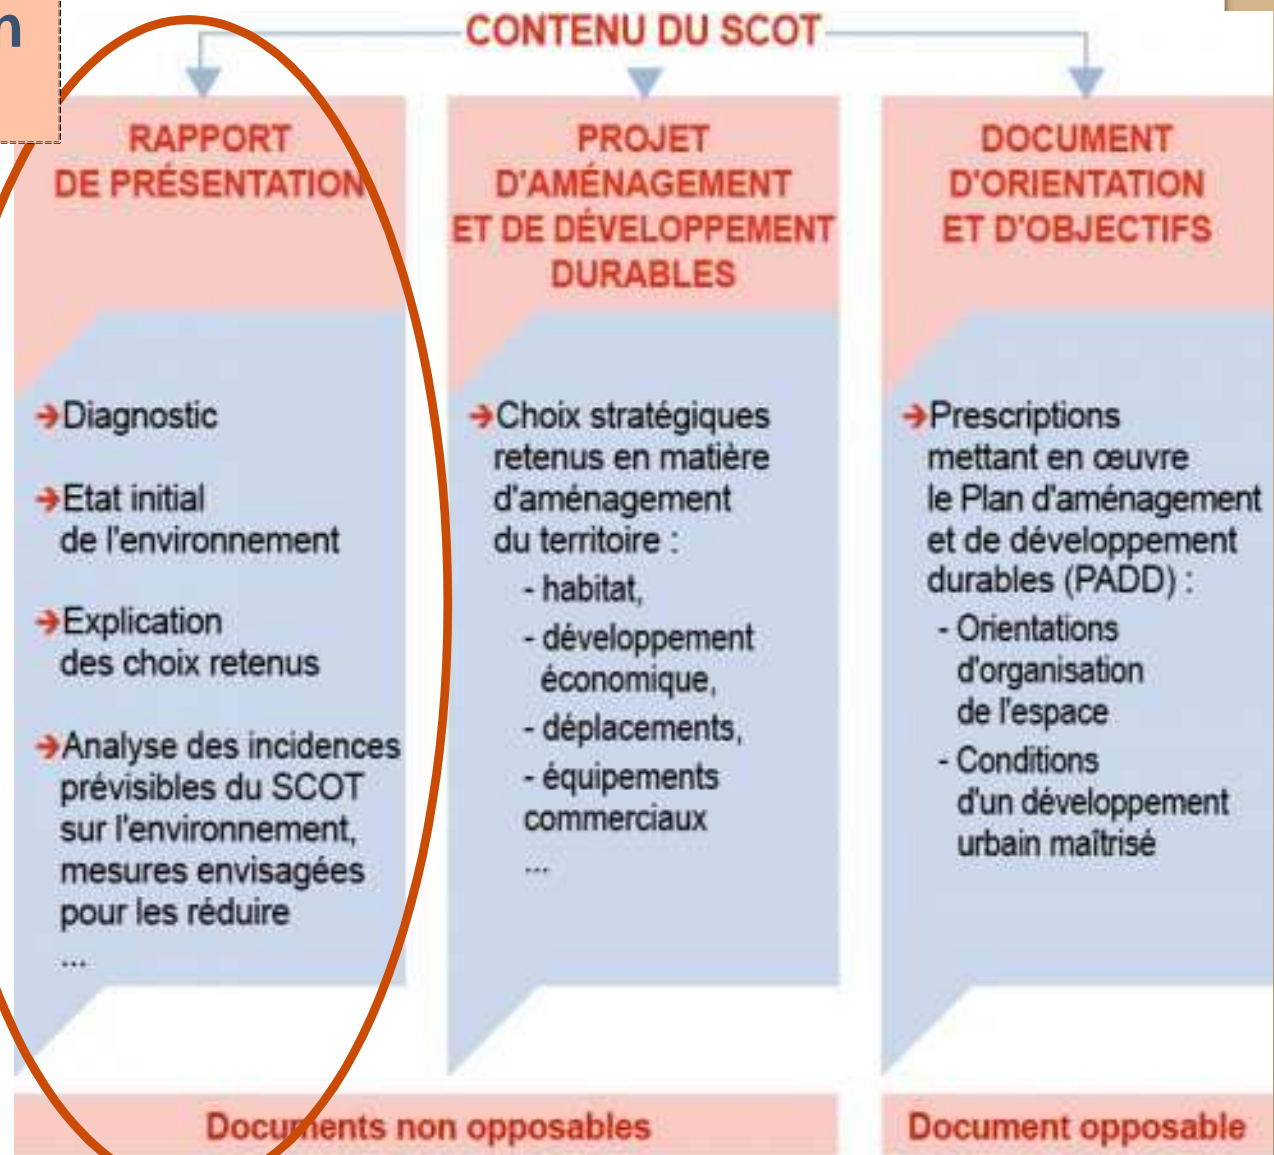 n
CONTENU DU SCOT
RAPPORT
DE PRÉSENTATION
➔Diagnostic
➔Etat initial
de l'environnement
➔Explication
des choix retenus
➔Analyse des incidences
prévisibles du SCOT
sur l'environnement,
mesures envisagées
pour les réduire
...
PROJET
D'AMÉNAGEMENT
ET DE DÉVELOPPEMENT
DURABLES
➔Choix stratégiques
retenus en matière
d'aménagement
du territoire :
- habitat,
- développement
économique,
- déplacements,
- équipements
commerciaux
...
DOCUMENT
D'ORIENTATION
ET D'OBJECTIFS
➔Prescriptions
mettant en œuvre
le Plan d'aménagement
et de développement
durables (PADD) :
- Orientations
d'organisation
de l'espace
- Conditions
d'un développement
urbain maîtrisé
Documents non opposables
Document opposable